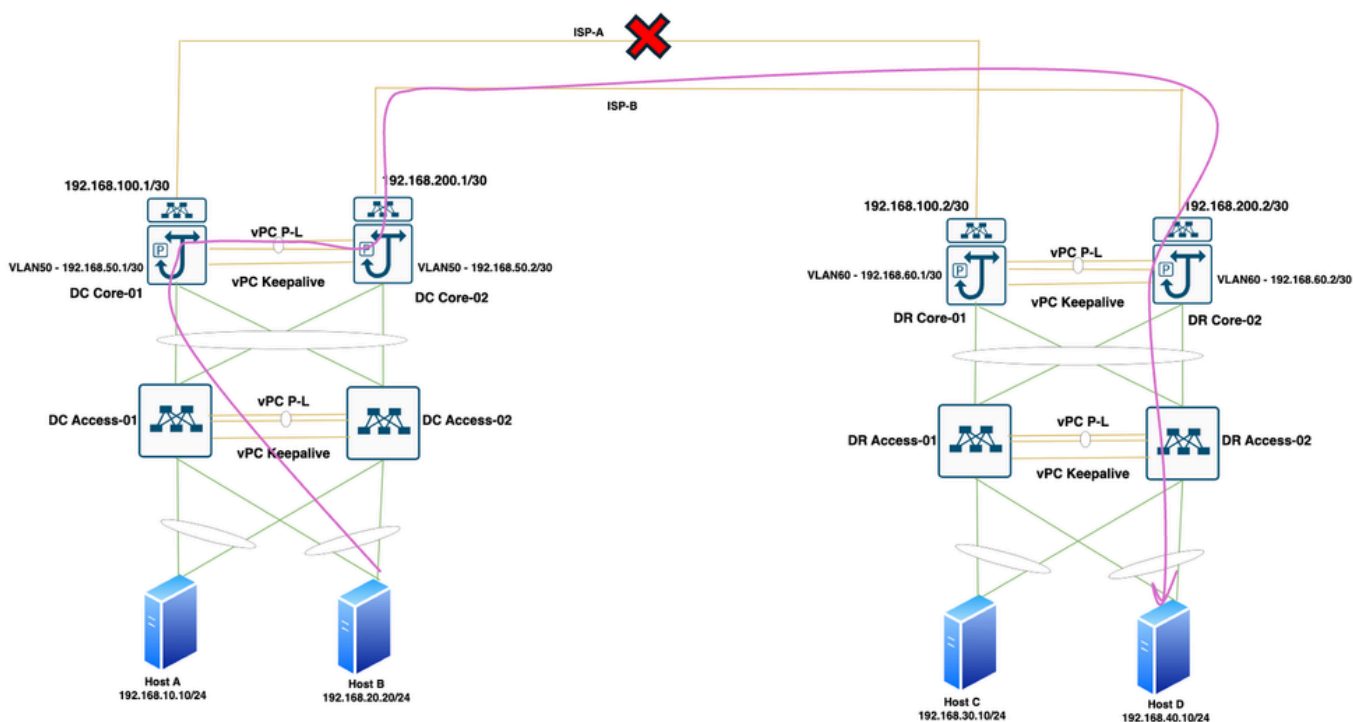 ISP-A
ISP-B
192.168.100.1/30
192.168.200.1/30
P
vPC P-L
P
VLAN50 - 192.168.50.1/30
VLAN50 - 192.168.50.2/30
vPC Keepalive
DC Core-01
DC Core-02
192.168.100.2/30
192.168.200.2/30
P
vPC P-L
P
VLAN60 - 192.168.60.1/30
VLAN60 - 192.168.60.2/30
vPC Keepalive
DR Core-01
DR Core-02
vPC P-L
DC Access-01
DC Access-02
vPC Keepalive
vPC P-L
DR Access-01
DR Access-02
vPC Keepalive
Host A
192.168.10.10/24
Host B
192.168.20.20/24
Host C
192.168.30.10/24
Host D
192.168.40.10/24